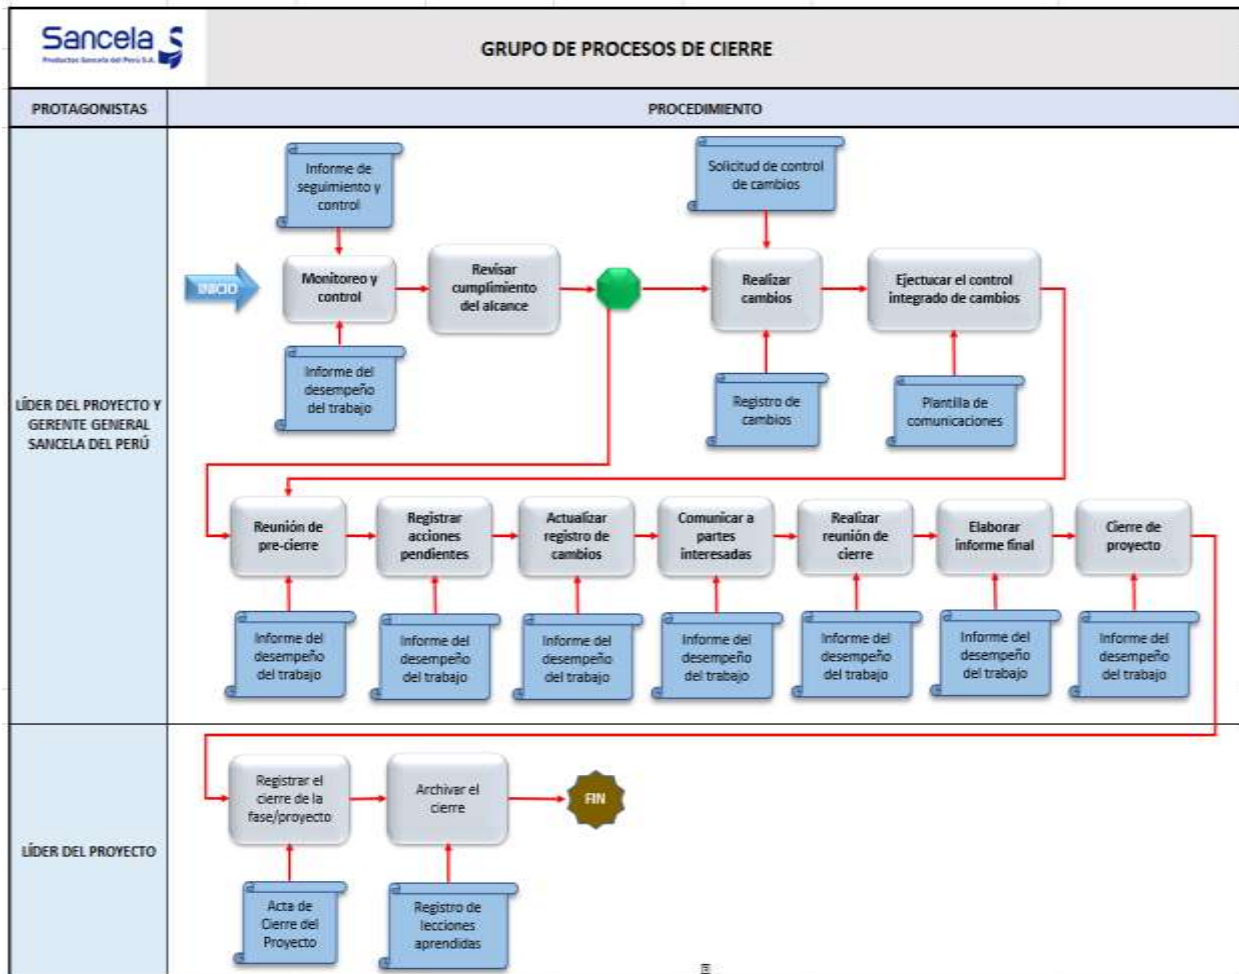 Sancela
Productos Sancela del Perú S.A.
GRUPO DE PROCESOS DE CIERRE
PROTAGONISTAS
PROCEDIMIENTO
LÍDER DEL PROYECTO Y
GERENTE GENERAL
SANCELA DEL PERÚ
Informe de
seguimiento y
control
Solicitud de control
de cambios
INICIO
Monitoreo y
control
Revisar
cumplimiento
del alcance
Realizar
cambios
Ejectucar el control
integrado de cambios
Informe del
desempeño
del trabajo
Registro de
cambios
Plantilla de
comunicaciones
Reunión de
pre-cierre
Registrar
acciones
pendientes
Actualizar
registro de
cambios
Comunicar a
partes
interesadas
Realizar
reunión de
cierre
Elaborar
informe final
Cierre de
proyecto
Informe del
desempeño
del trabajo
Informe del
desempeño
del trabajo
Informe del
desempeño
del trabajo
Informe del
desempeño
del trabajo
Informe del
desempeño
del trabajo
Informe del
desempeño
del trabajo
Informe del
desempeño
del trabajo
LÍDER DEL PROYECTO
Registrar el
cierre de la
fase/proyecto
Archivar el
cierre
FIN
Acta de
Cierre del
Proyecto
Registro de
lecciones
aprendidas